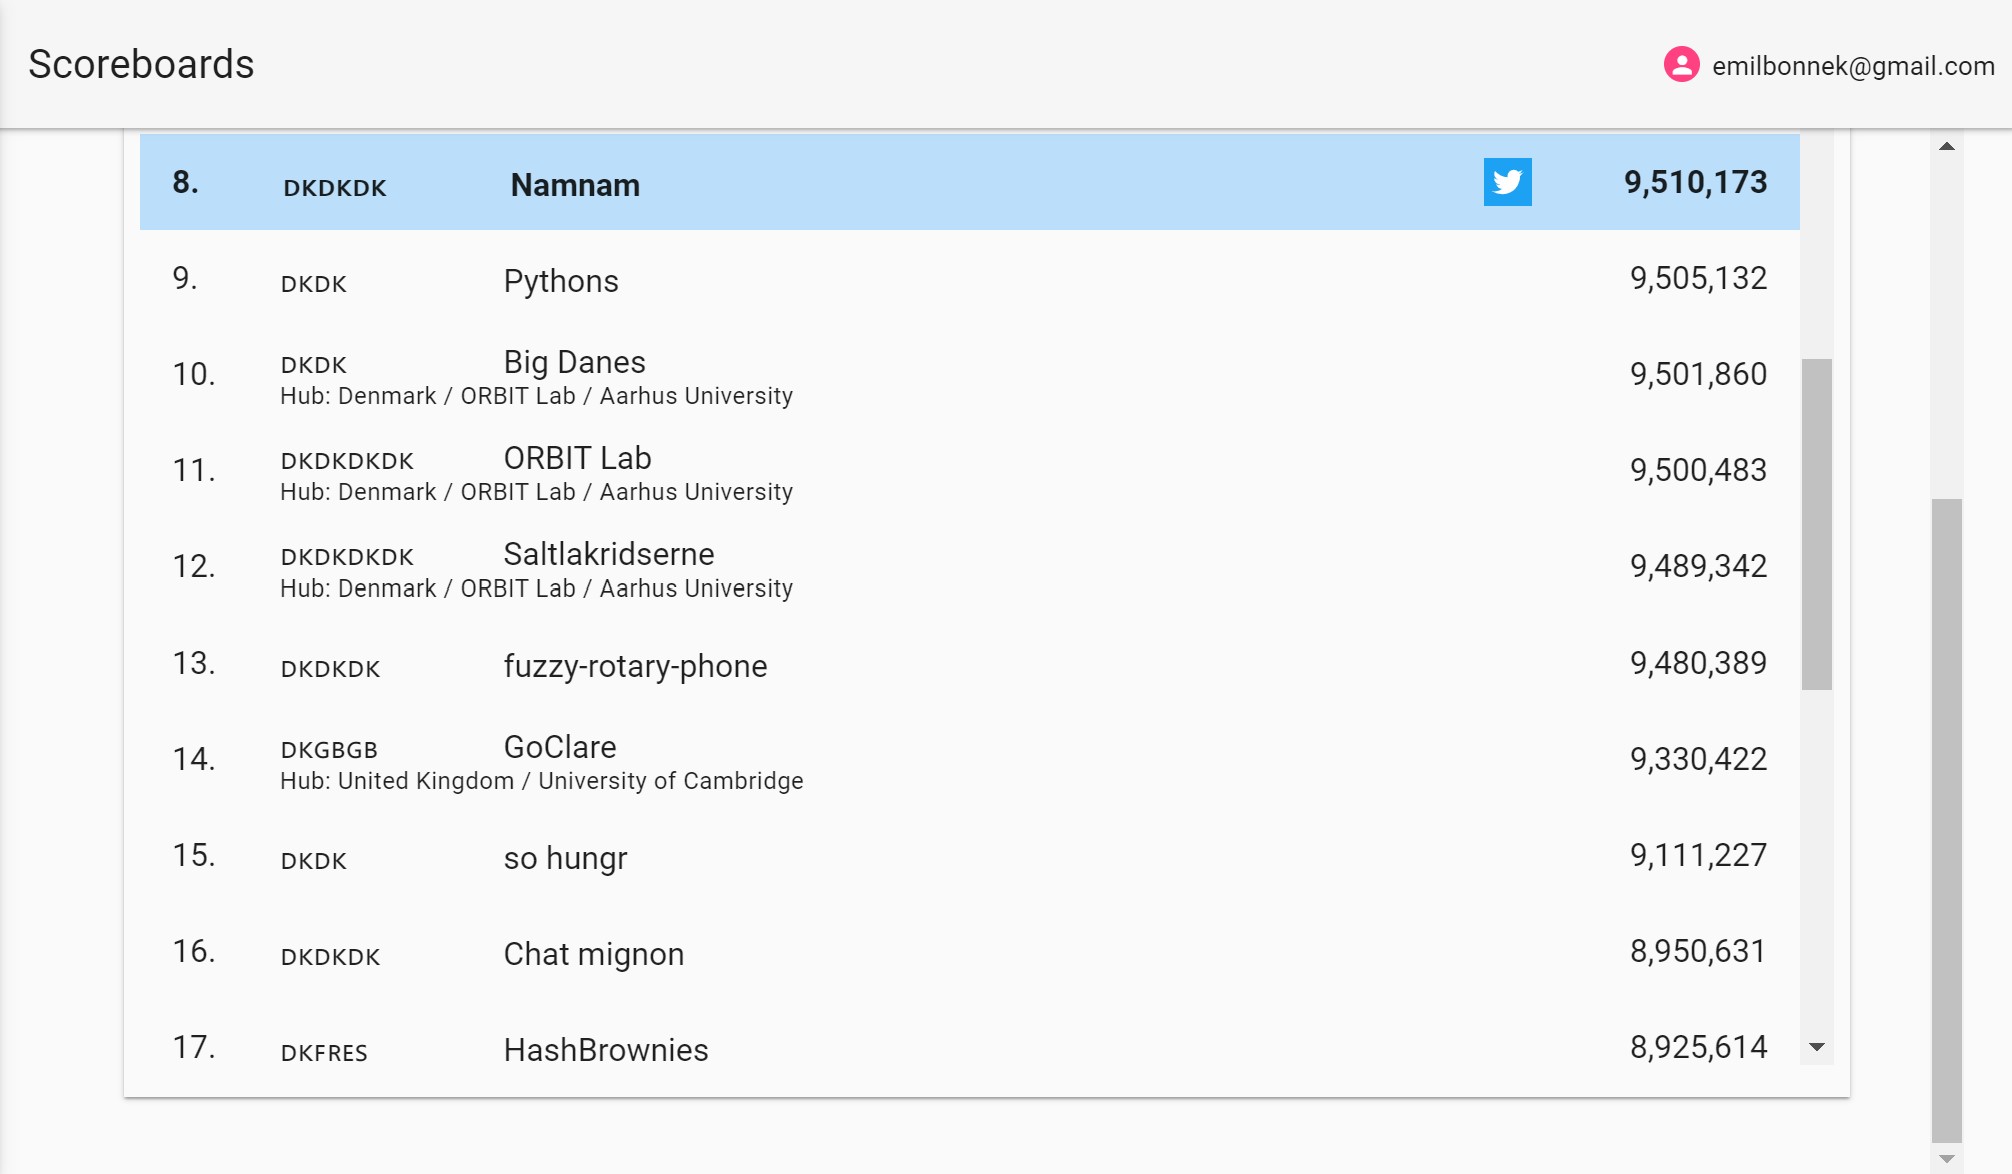 Scoreboards
emilbonnek@gmail.com
8. DKDKDK Namnam 9,510,173
9. DKDK Pythons 9,505,132
10. DKDK Big Danes 9,501,860
Hub: Denmark / ORBIT Lab / Aarhus University
11. DKDKDKDK ORBIT Lab 9,500,483
Hub: Denmark / ORBIT Lab / Aarhus University
12. DKDKDKDK Saltlakridserne 9,489,342
Hub: Denmark / ORBIT Lab / Aarhus University
13. DKDKDK fuzzy-rotary-phone 9,480,389
14. DKGBGB GoClare 9,330,422
Hub: United Kingdom / University of Cambridge
15. DKDK so hungr 9,111,227
16. DKDKDK Chat mignon 8,950,631
17. DKFRES HashBrownies 8,925,614